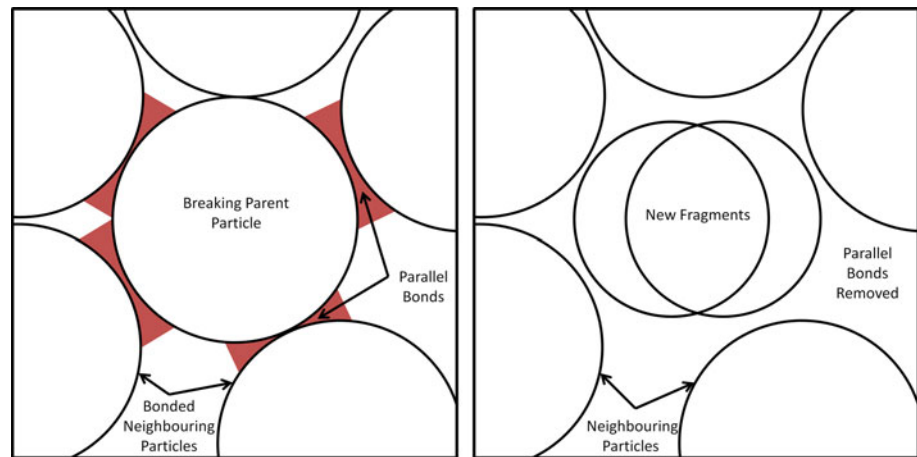 Breaking Parent
Particle
Parallel
Bonds
Bonded
Neighbouring
Particles
New Fragments
Parallel
Bonds
Removed
Neighbouring
Particles